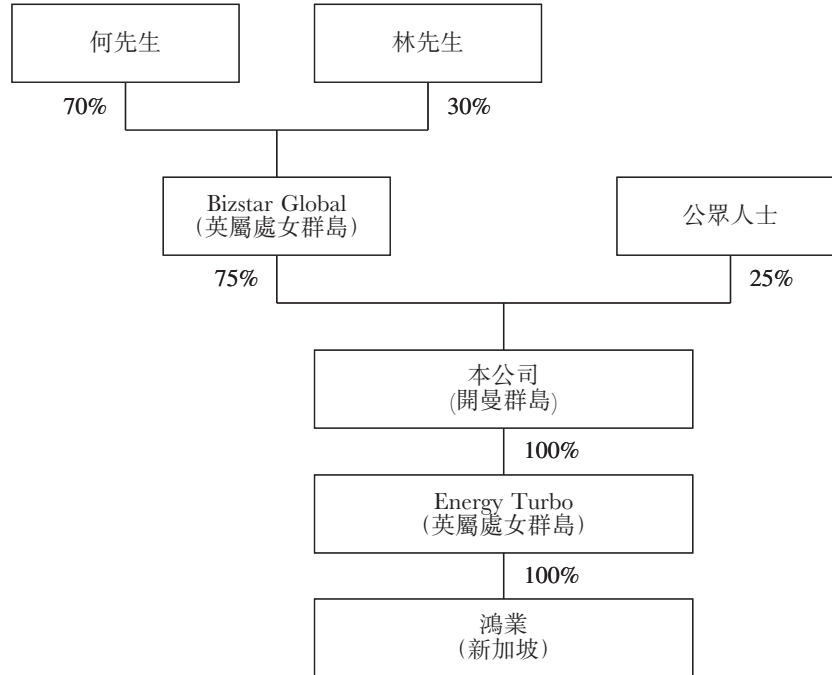 何先生
林先生
70%
30%
Bizstar Global
(英屬處女群島)
公眾人士
75%
25%
本公司
(開曼群島)
100%
Energy Turbo
(英屬處女群島)
100%
鴻業
(新加坡)